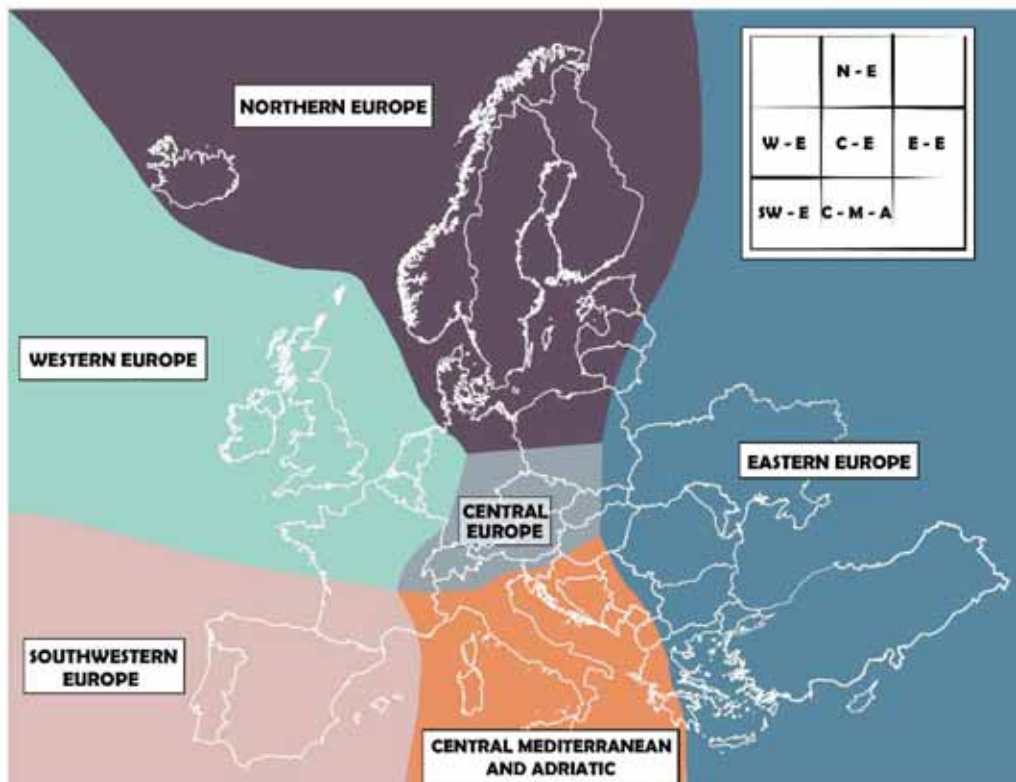 NORTHERN EUROPE
N - E
W - E C - E E - E
SW - E C - M - A
WESTERN EUROPE
EASTERN EUROPE
CENTRAL
EUROPE
SOUTHWESTERN
EUROPE
CENTRAL MEDITERRANEAN
AND ADRIATIC